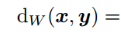 d_W(x, y) =